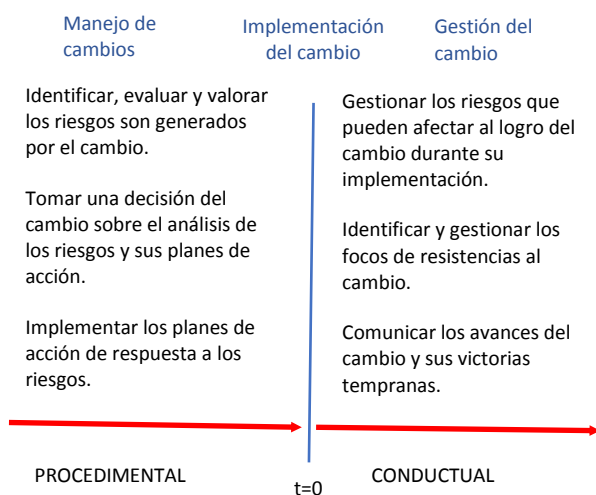 Manejo de
cambios
Implementación
del cambio
Gestión del
cambio
Identificar, evaluar y valorar
los riesgos son generados
por el cambio.
Tomar una decisión del
cambio sobre el análisis de
los riesgos y sus planes de
acción.
Implementar los planes de
acción de respuesta a los
riesgos.
Gestionar los riesgos que
pueden afectar al logro del
cambio durante su
implementación.
Identificar y gestionar los
focos de resistencias al
cambio.
Comunicar los avances del
cambio y sus victorias
tempranas.
PROCEDIMENTAL
t=0
CONDUCTUAL